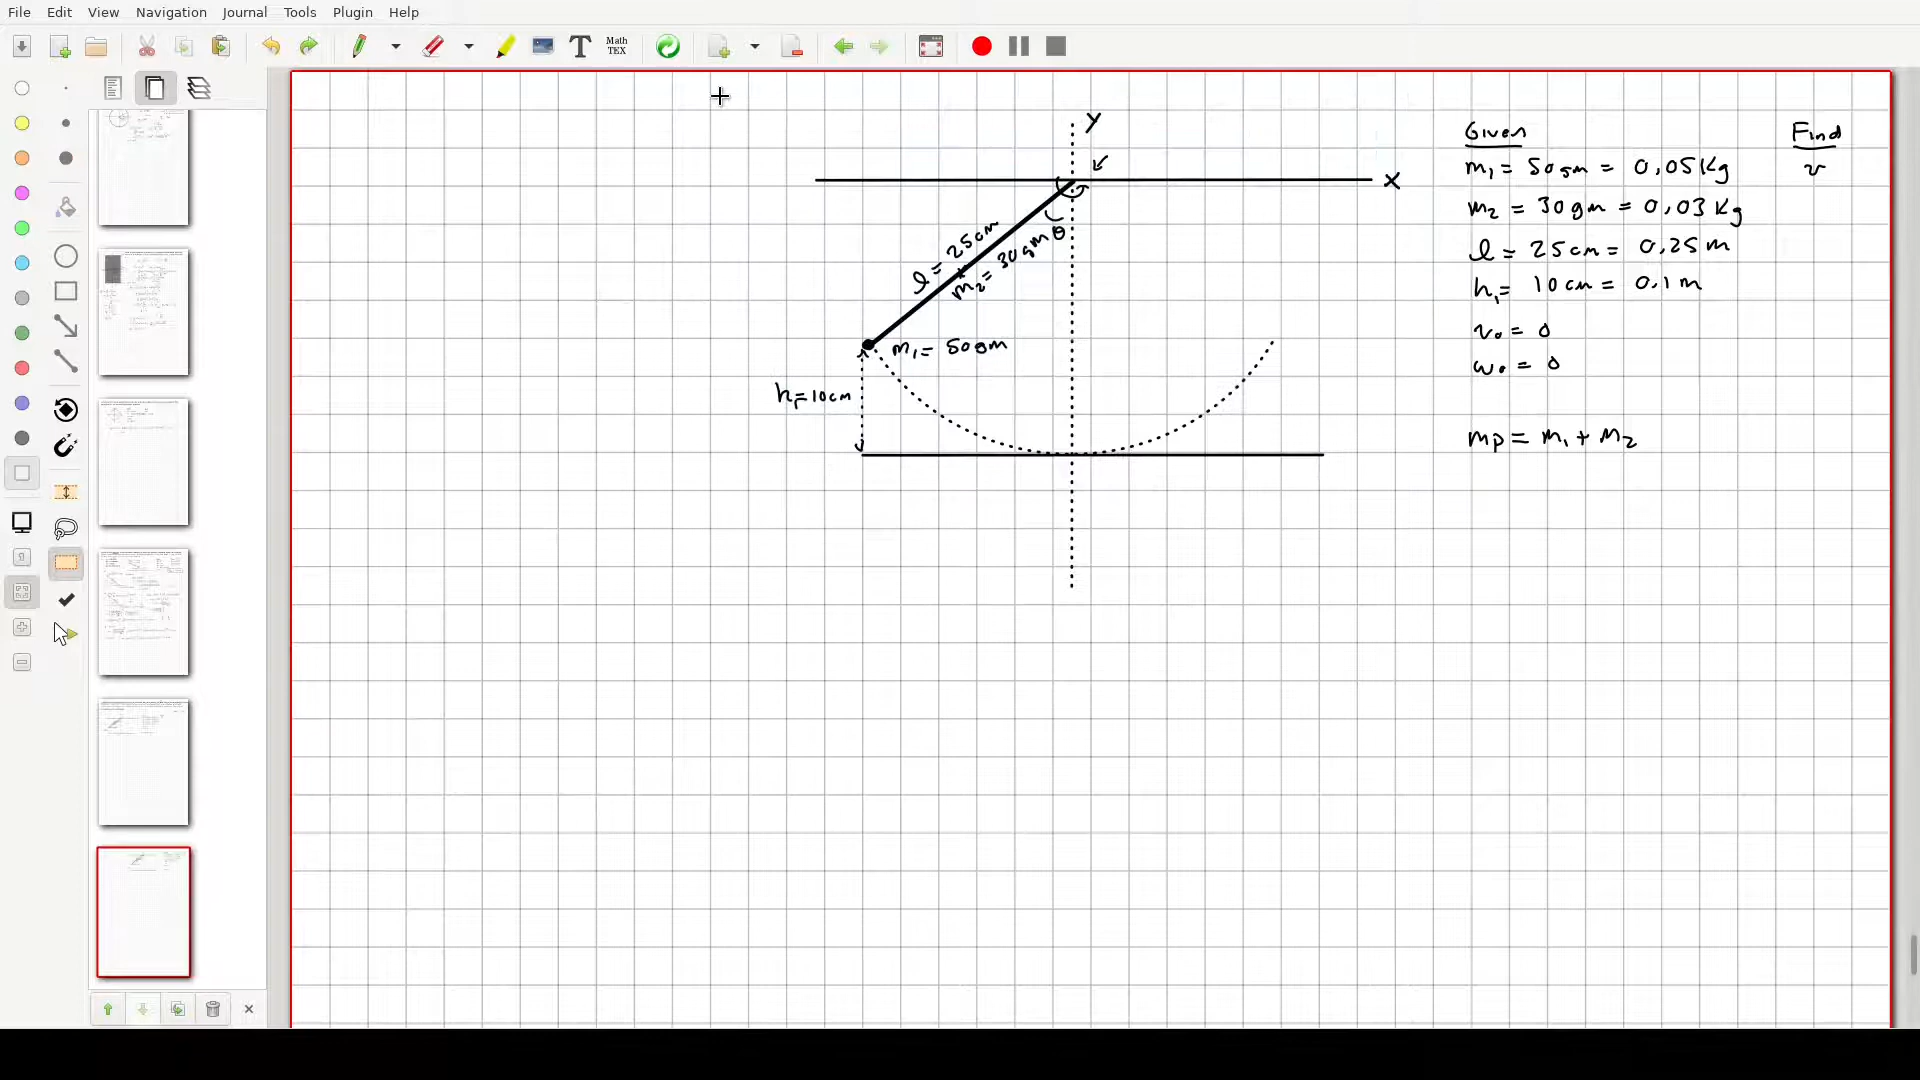 File Edit View Navigation Journal Tools Plugin Help
Math
TEX
y
x
θ
l = 25cm
m₂ = 30gm
m₁ = 50gm
h₁ = 10cm
Given
m₁ = 50gm = 0,05Kg
m₂ = 30gm = 0,03Kg
l = 25cm = 0,25m
h₁ = 10cm = 0.1m
v₀ = 0
ω₀ = 0
mp = m₁ + m₂
Find
v